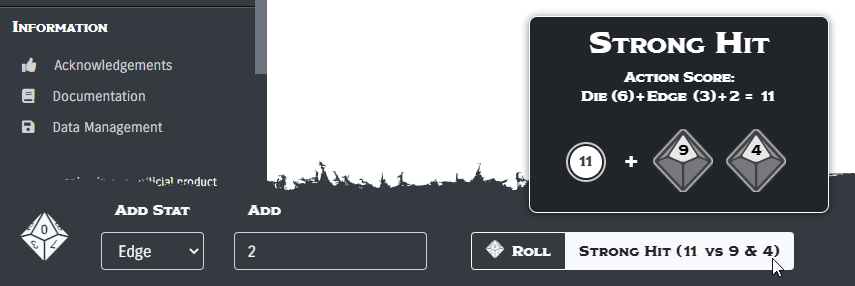 Information
Acknowledgements
Documentation
Data Management
official product
Strong Hit
Action Score:
Die (6)+Edge (3)+2 = 11
11 + 9 4
Add Stat
Add
0
Edge
2
Roll
Strong Hit (11 vs 9 & 4)